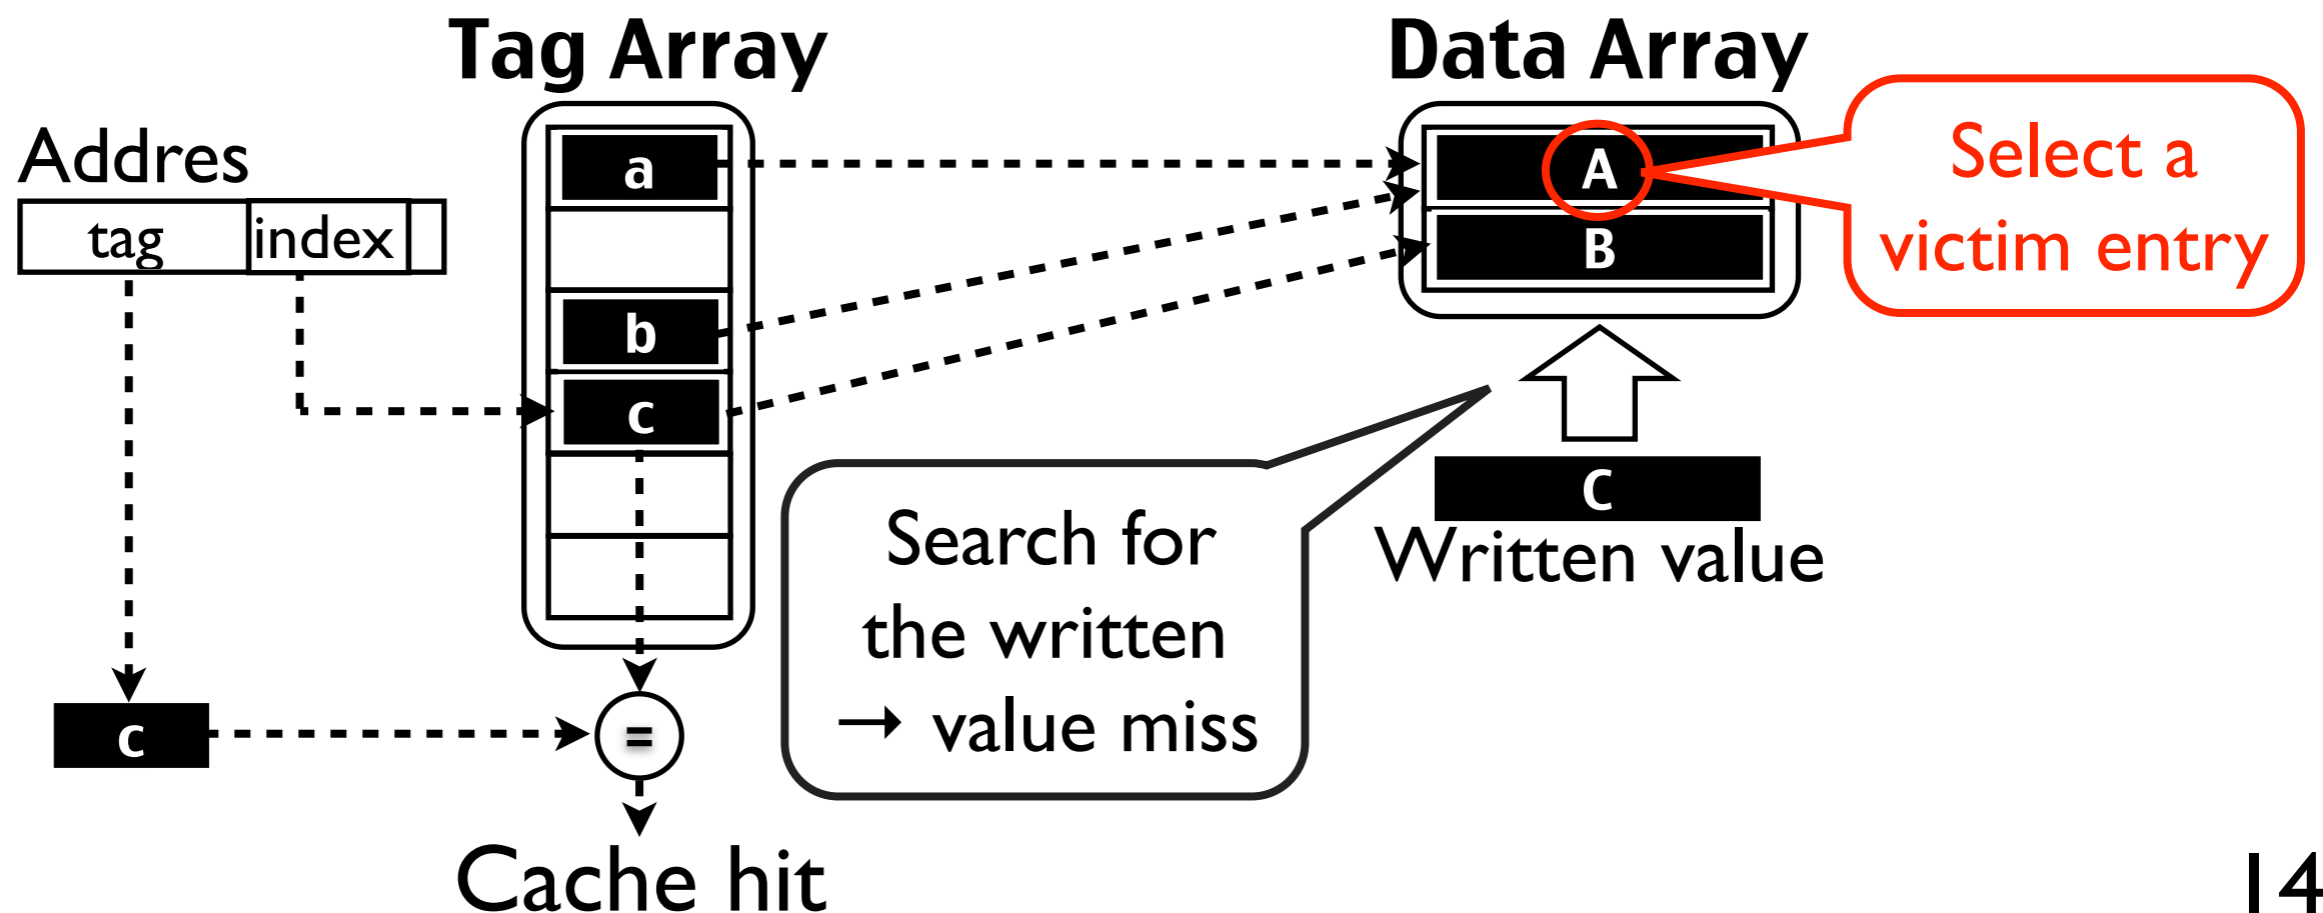 Tag Array
Data Array
Addres
tag
index
a
b
c
A
B
Select a
victim entry
C
Written value
Search for
the written
→ value miss
c
=
Cache hit
14